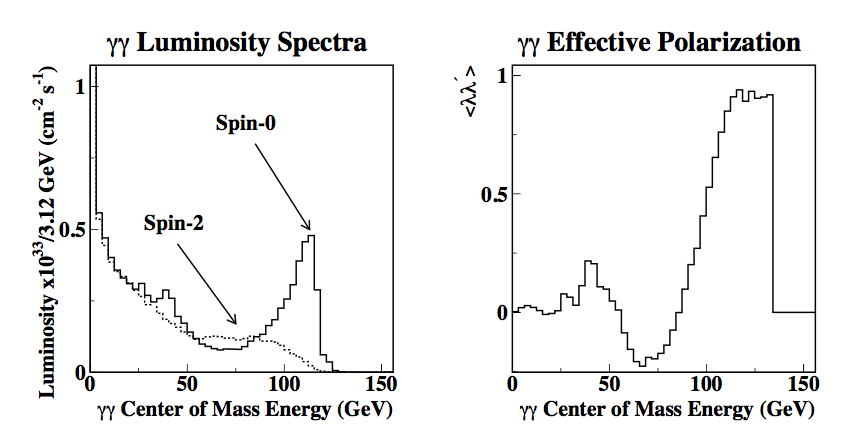 γγ Luminosity Spectra
Luminosity x10³³/3.12 GeV (cm⁻² s⁻¹)
1
0.5
0
Spin-0
Spin-2
0 50 100 150
γγ Center of Mass Energy (GeV)
γγ Effective Polarization
<λλ′>
1
0.5
0
0 50 100 150
γγ Center of Mass Energy (GeV)